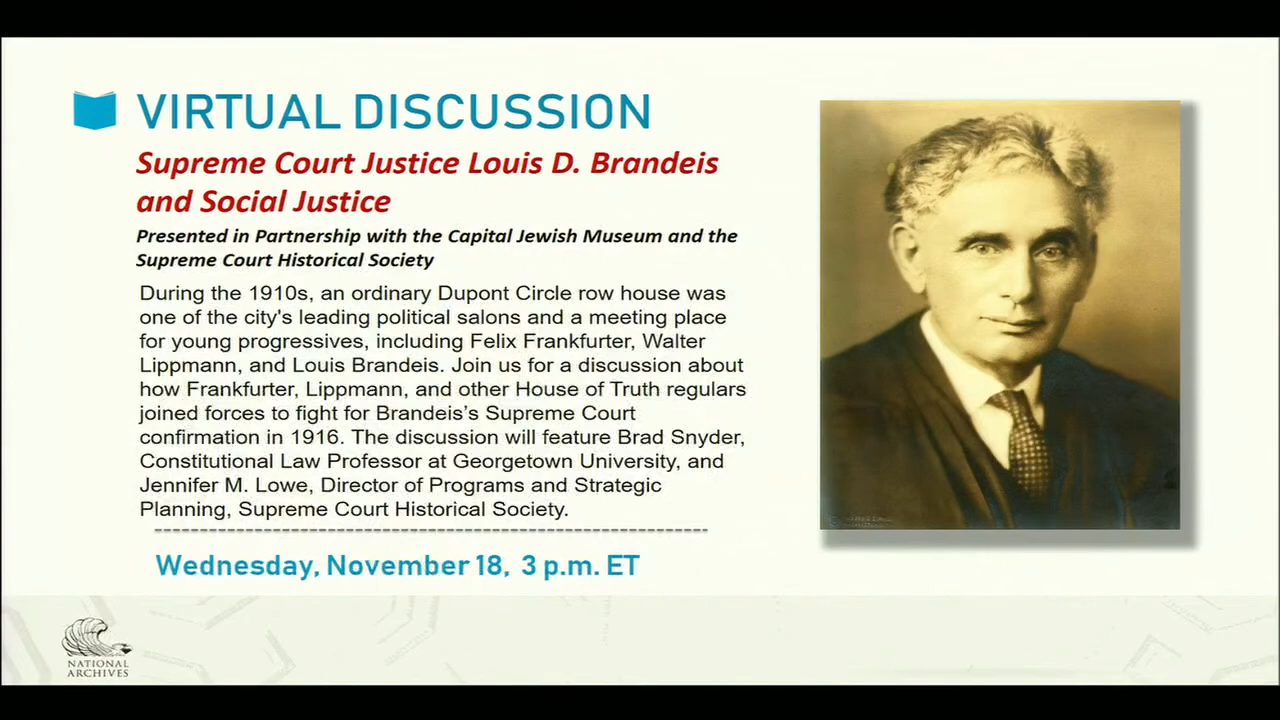 VIRTUAL DISCUSSION
Supreme Court Justice Louis D. Brandeis
and Social Justice
Presented in Partnership with the Capital Jewish Museum and the
Supreme Court Historical Society
During the 1910s, an ordinary Dupont Circle row house was
one of the city's leading political salons and a meeting place
for young progressives, including Felix Frankfurter, Walter
Lippmann, and Louis Brandeis. Join us for a discussion about
how Frankfurter, Lippmann, and other House of Truth regulars
joined forces to fight for Brandeis’s Supreme Court
confirmation in 1916. The discussion will feature Brad Snyder,
Constitutional Law Professor at Georgetown University, and
Jennifer M. Lowe, Director of Programs and Strategic
Planning, Supreme Court Historical Society.
Wednesday, November 18, 3 p.m. ET
NATIONAL
ARCHIVES